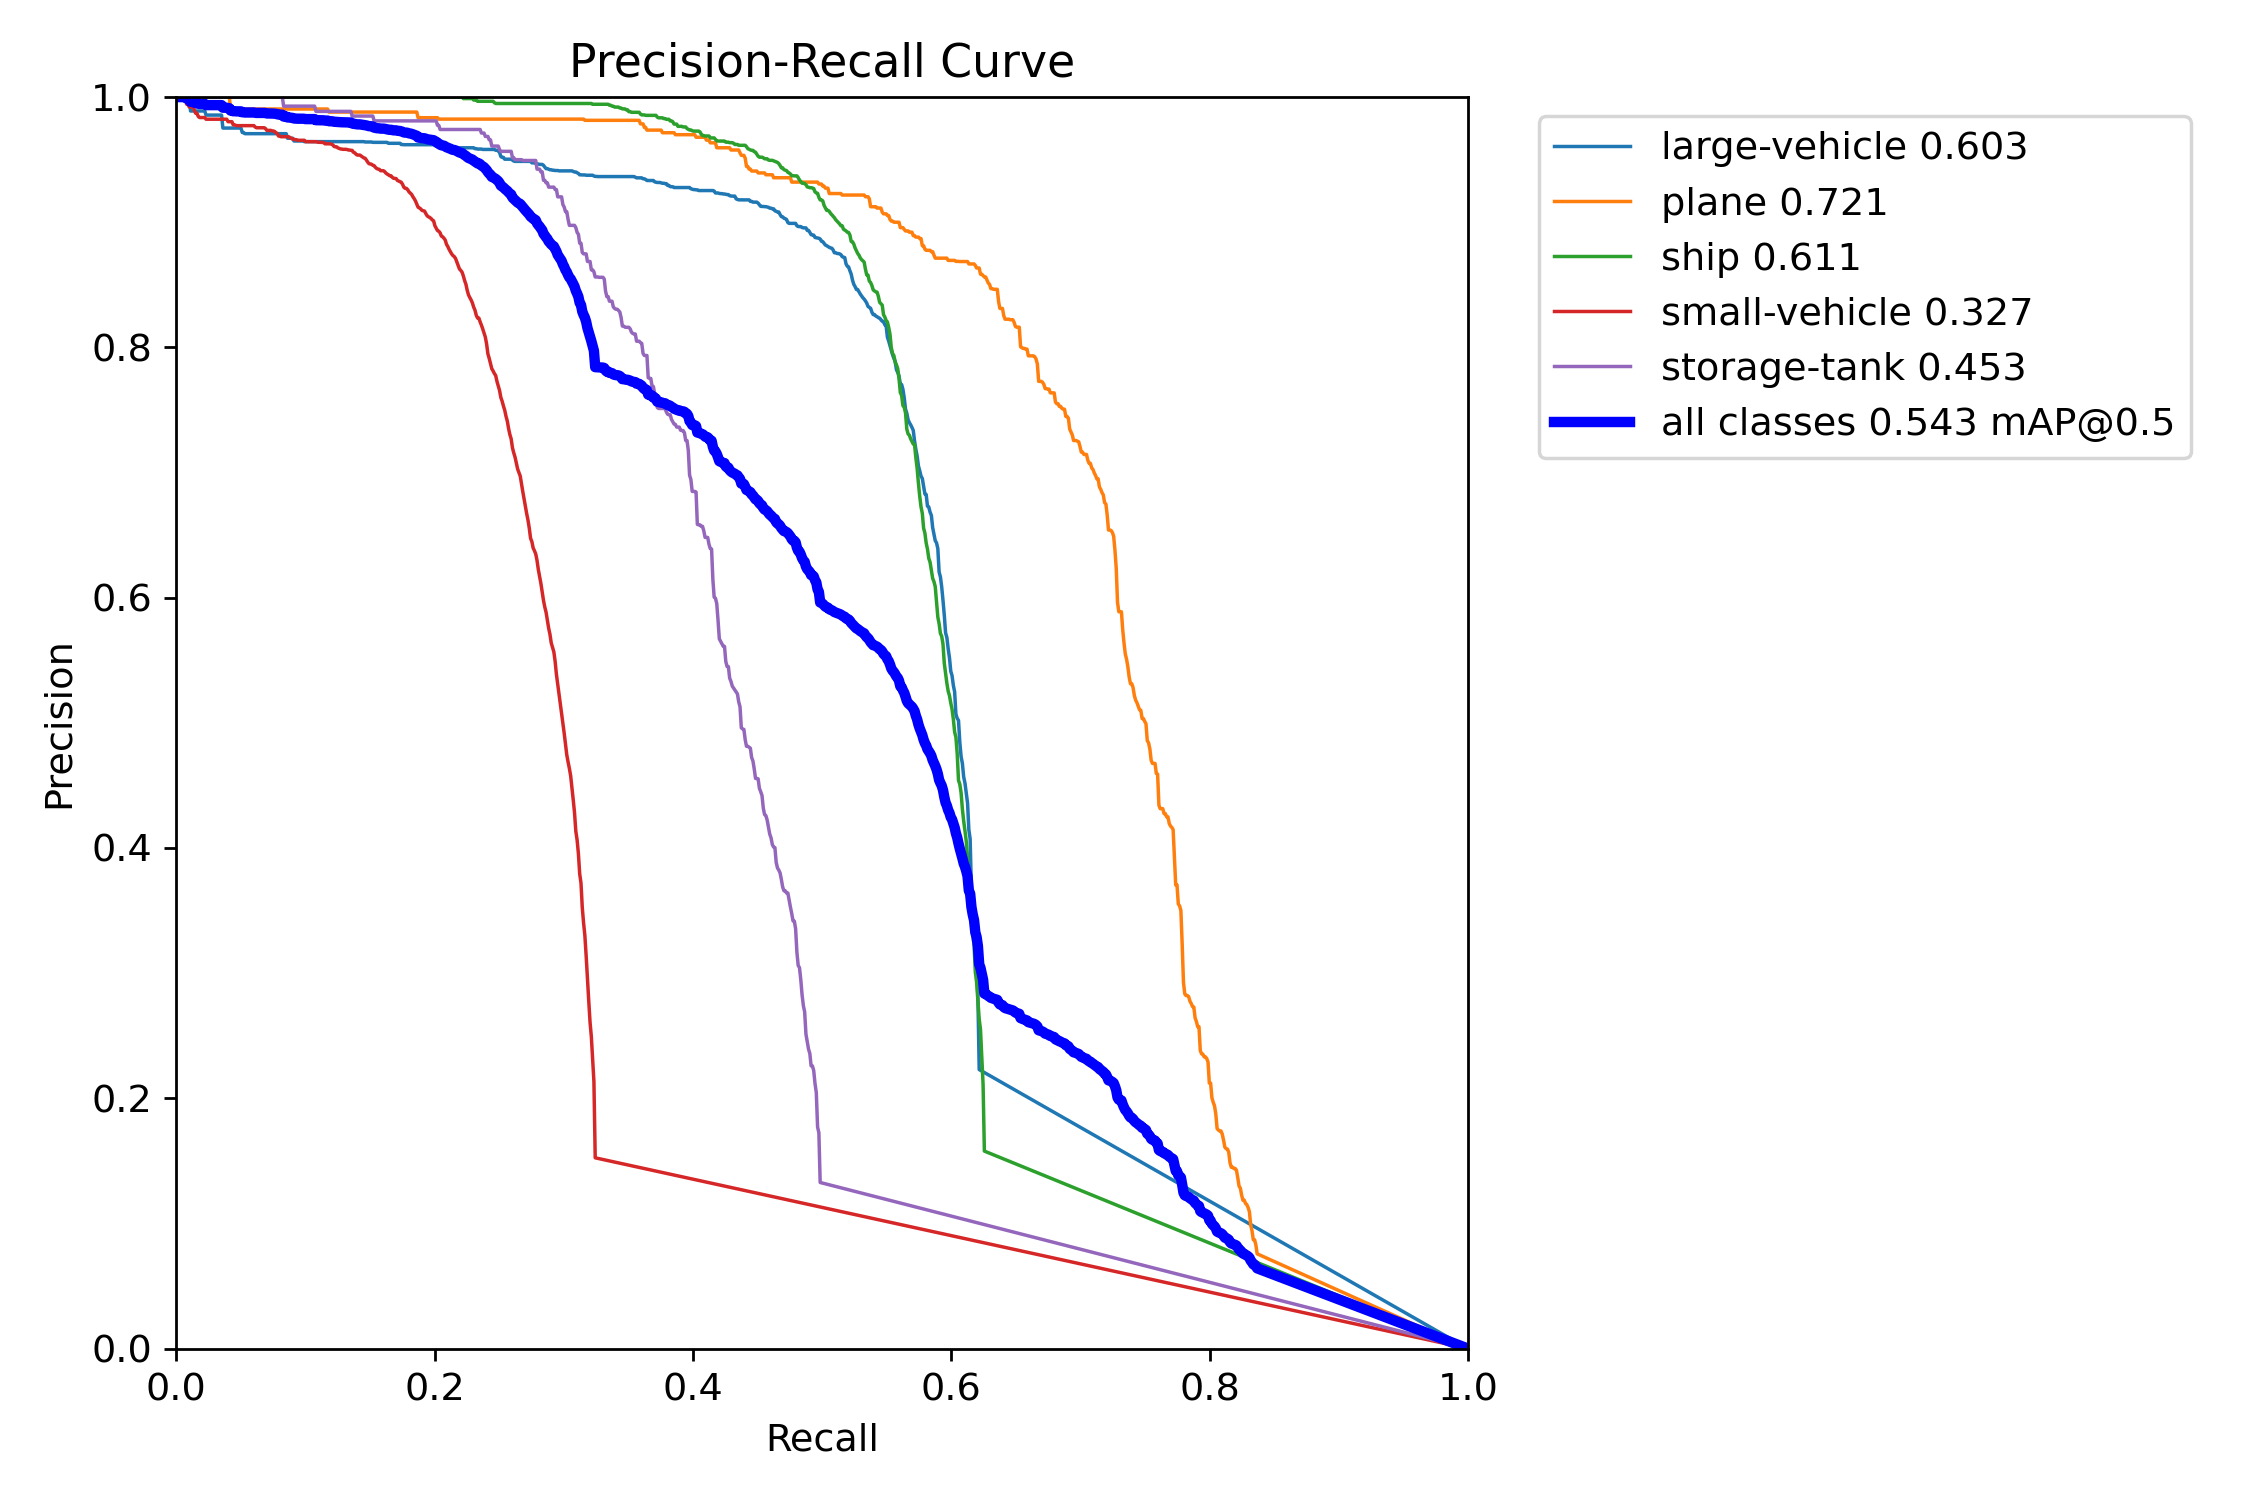 Precision-Recall Curve
1.0
0.8
0.6
0.4
0.2
0.0
Precision
0.0 0.2 0.4 0.6 0.8 1.0
Recall
large-vehicle 0.603
plane 0.721
ship 0.611
small-vehicle 0.327
storage-tank 0.453
all classes 0.543 mAP@0.5